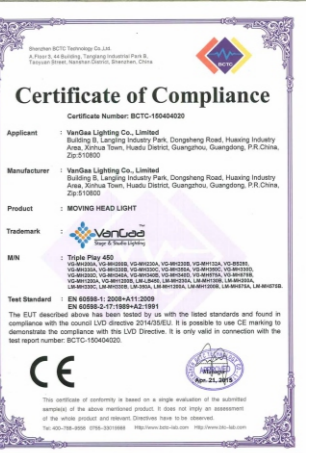 Shenzhen BCTC Technology Co.,Ltd.
A Floor 5, 44 Building, Tanglang Industrial Park B,
Taoyuan Street, Nanshan District, Shenzhen, China
BCTC
Certificate of Compliance
Certificate Number: BCTC-150404020
Applicant : VanGaa Lighting Co., Limited
Building B, Langling Industry Park, Dongsheng Road, Huaxing Industry
Area, Xinhua Town, Huadu District, Guangzhou, Guangdong, P.R.China,
Zip:510800
Manufacturer : VanGaa Lighting Co., Limited
Building B, Langling Industry Park, Dongsheng Road, Huaxing Industry
Area, Xinhua Town, Huadu District, Guangzhou, Guangdong, P.R.China,
Zip:510800
Product : MOVING HEAD LIGHT
Trademark : VanGaa
Stage & Studio Lighting
M/N : Triple Play 450
Test Standard : EN 60598-1: 2008+A11:2009
EN 60598-2-17:1989+A2:1991
The EUT described above has been tested by us with the listed standards and found in
compliance with the council LVD directive 2014/35/EU. It is possible to use CE marking to
demonstrate the compliance with this LVD Directive. It is only valid in connection with the
test report number: BCTC-150404020.
CE
Apr. 21, 2015
This certificate of conformity is based on a single evaluation of the submitted
sample(s) of the above mentioned product. It does not imply an assessment
of the whole product and relevant Directives have to be observed.